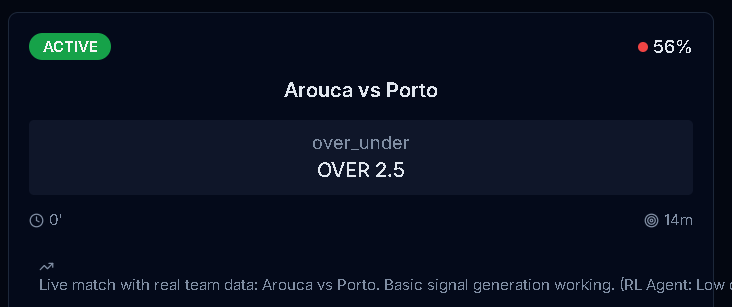 ACTIVE
56%
Arouca vs Porto
over_under
OVER 2.5
0'
14m
Live match with real team data: Arouca vs Porto. Basic signal generation working. (RL Agent: Low